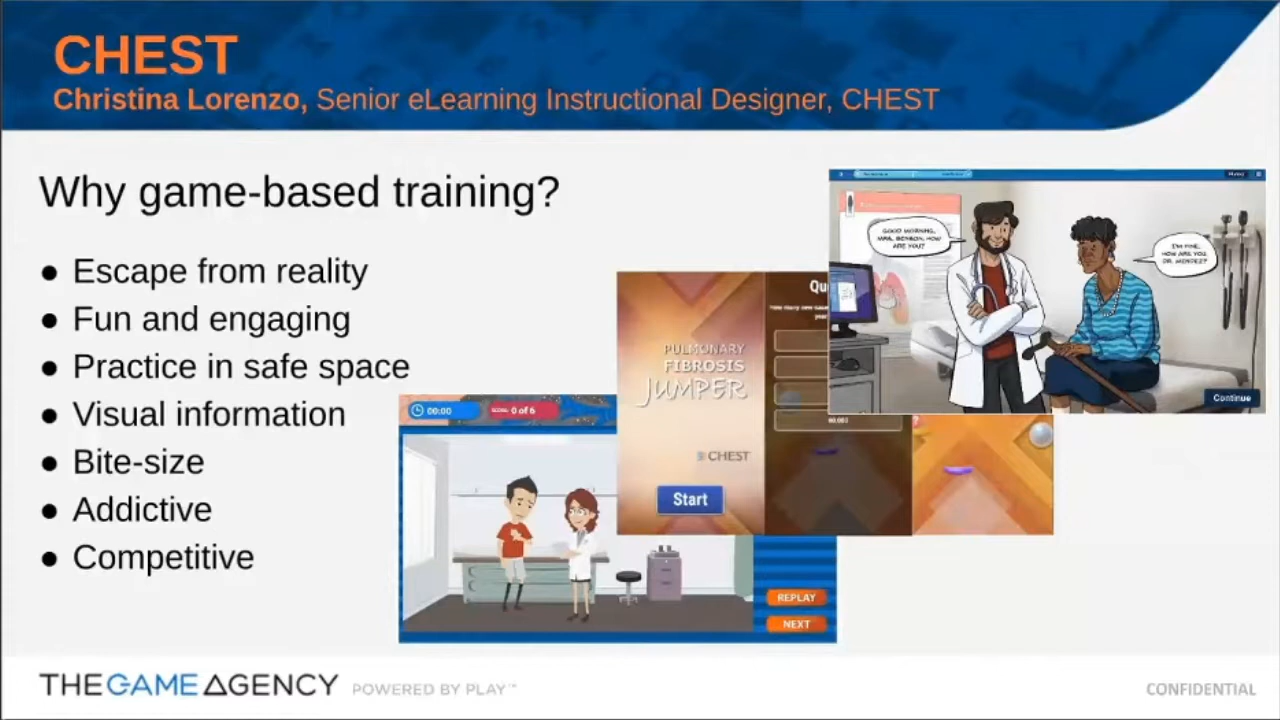 CHEST
Christina Lorenzo, Senior eLearning Instructional Designer, CHEST
Why game-based training?
● Escape from reality
● Fun and engaging
● Practice in safe space
● Visual information
● Bite-size
● Addictive
● Competitive
GOOD MORNING,
MRS. BENSON. HOW
ARE YOU?
I'M FINE,
HOW ARE YOU,
DR. MENDEZ?
Continue
PULMONARY
FIBROSIS
JUMPER
CHEST
Start
Qu
00:00
SCORE: 0 of 6
REPLAY
NEXT
THEGAMEAGENCY POWERED BY PLAY™
CONFIDENTIAL